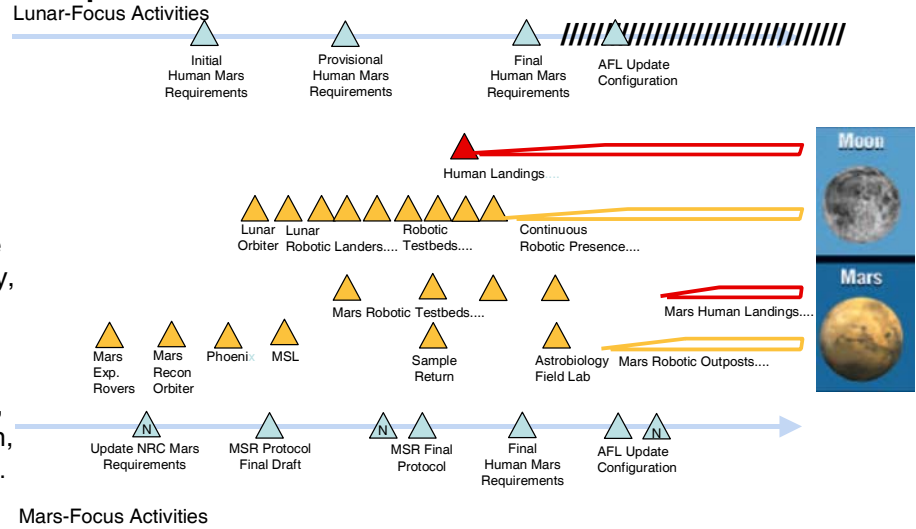 Lunar-Focus Activities
Initial
Human Mars
Requirements
Provisional
Human Mars
Requirements
Final
Human Mars
Requirements
AFL Update
Configuration
Moon
Human Landings....
Lunar
Orbiter
Lunar
Robotic Landers....
Robotic
Testbeds....
Continuous
Robotic Presence....
y,
Mars
Mars Robotic Testbeds....
Mars Human Landings....
Mars
Exp.
Rovers
Mars
Recon
Orbiter
Phoenix
MSL
Sample
Return
Astrobiology
Field Lab
Mars Robotic Outposts....
,
n,
.
N
Update NRC Mars
Requirements
MSR Protocol
Final Draft
N
MSR Final
Protocol
Final
Human Mars
Requirements
AFL Update
Configuration
N
Mars-Focus Activities